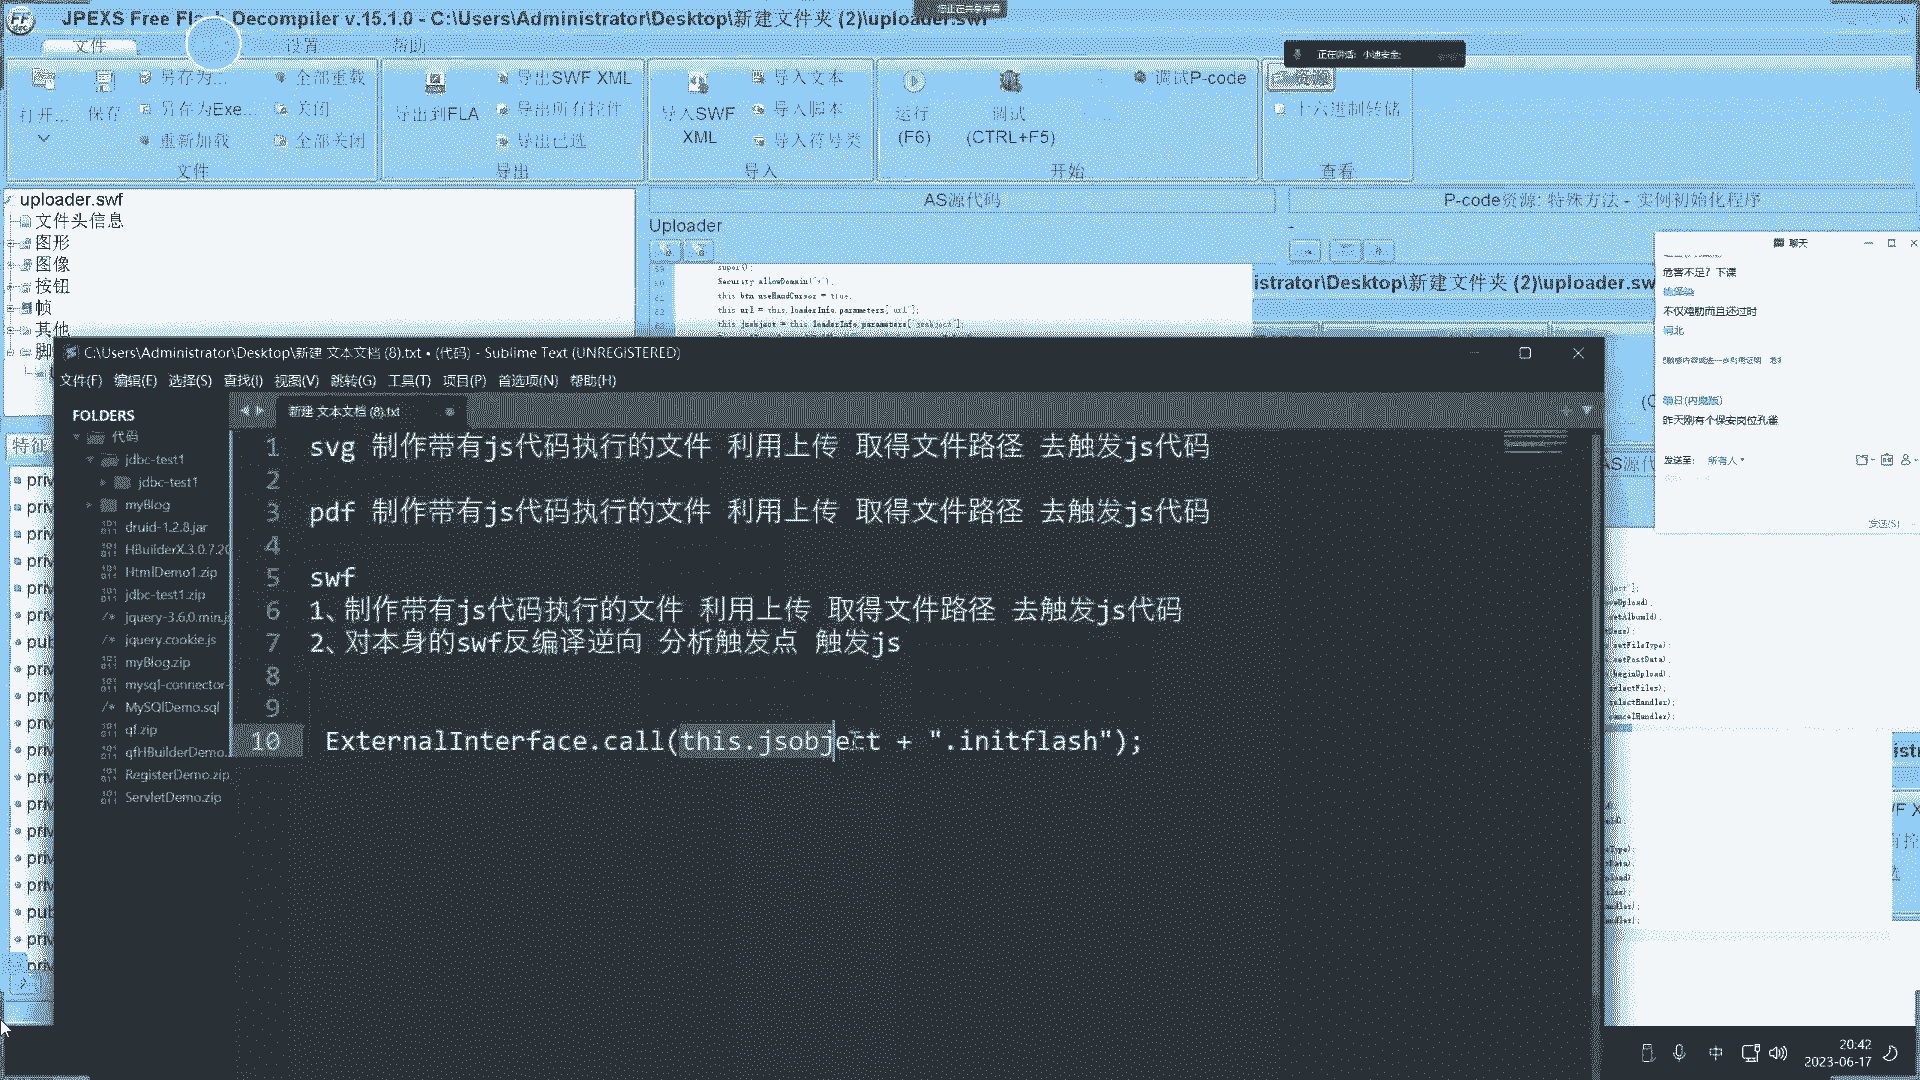 JPEXS Free Flash Decompiler v.15.1.0 - C:\Users\Administrator\Desktop\新建文件夹 (2)\uploader.swf
文件
设置
帮助
正在讲话: 小迪安全;
打开...
保存
另存为...
另存为Exe...
重新加载
全部重载
关闭
全部关闭
文件
导出到FLA
导出SWF XML
导出所有控件
导出已选
导出
导入SWF XML
导入文本
导入脚本
导入符号类
导入
运行 (F6)
调试 (CTRL+F5)
调试P-code
开始
资源
十六进制转储
查看
uploader.swf
文件头信息
图形
图像
按钮
帧
其他
AS源代码
Uploader
super();
Security.allowDomain("*");
this.btn.useHandCursor = true;
this.url = this.loaderInfo.parameters["url"];
this.jsobject = this.loaderInfo.parameters["jsobject"];
P-code资源: 特殊方法 - 实例初始化程序
istrator\Desktop\新建文件夹 (2)\uploader.sw
聊天
危害不足? 下课
不仅鸡肋而且还过时
河北
昨天刚有个保安岗位孔雀
发送至: 所有人
发送(S)
C:\Users\Administrator\Desktop\新建 文本文档 (8).txt • (代码) - Sublime Text (UNREGISTERED)
文件(F) 编辑(E) 选择(S) 查找(I) 视图(V) 跳转(G) 工具(T) 项目(P) 首选项(N) 帮助(H)
FOLDERS
代码
jdbc-test1
jdbc-test1
myBlog
druid-1.2.8.jar
HBuilderX.3.0.7.20
HtmlDemo1.zip
jdbc-test1.zip
jquery-3.6.0.min.j
jquery.cookie.js
myBlog.zip
mysql-connector-
MySQlDemo.sql
qf.zip
qfHBuilderDemo.
RegisterDemo.zip
ServletDemo.zip
新建 文本文档 (8).txt
1 svg 制作带有js代码执行的文件 利用上传 取得文件路径 去触发js代码
2
3 pdf 制作带有js代码执行的文件 利用上传 取得文件路径 去触发js代码
4
5 swf
6 1、制作带有js代码执行的文件 利用上传 取得文件路径 去触发js代码
7 2、对本身的swf反编译逆向 分析触发点 触发js
8
9
10 ExternalInterface.call(this.jsobject + ".initflash");
中
20:42
2023-06-17